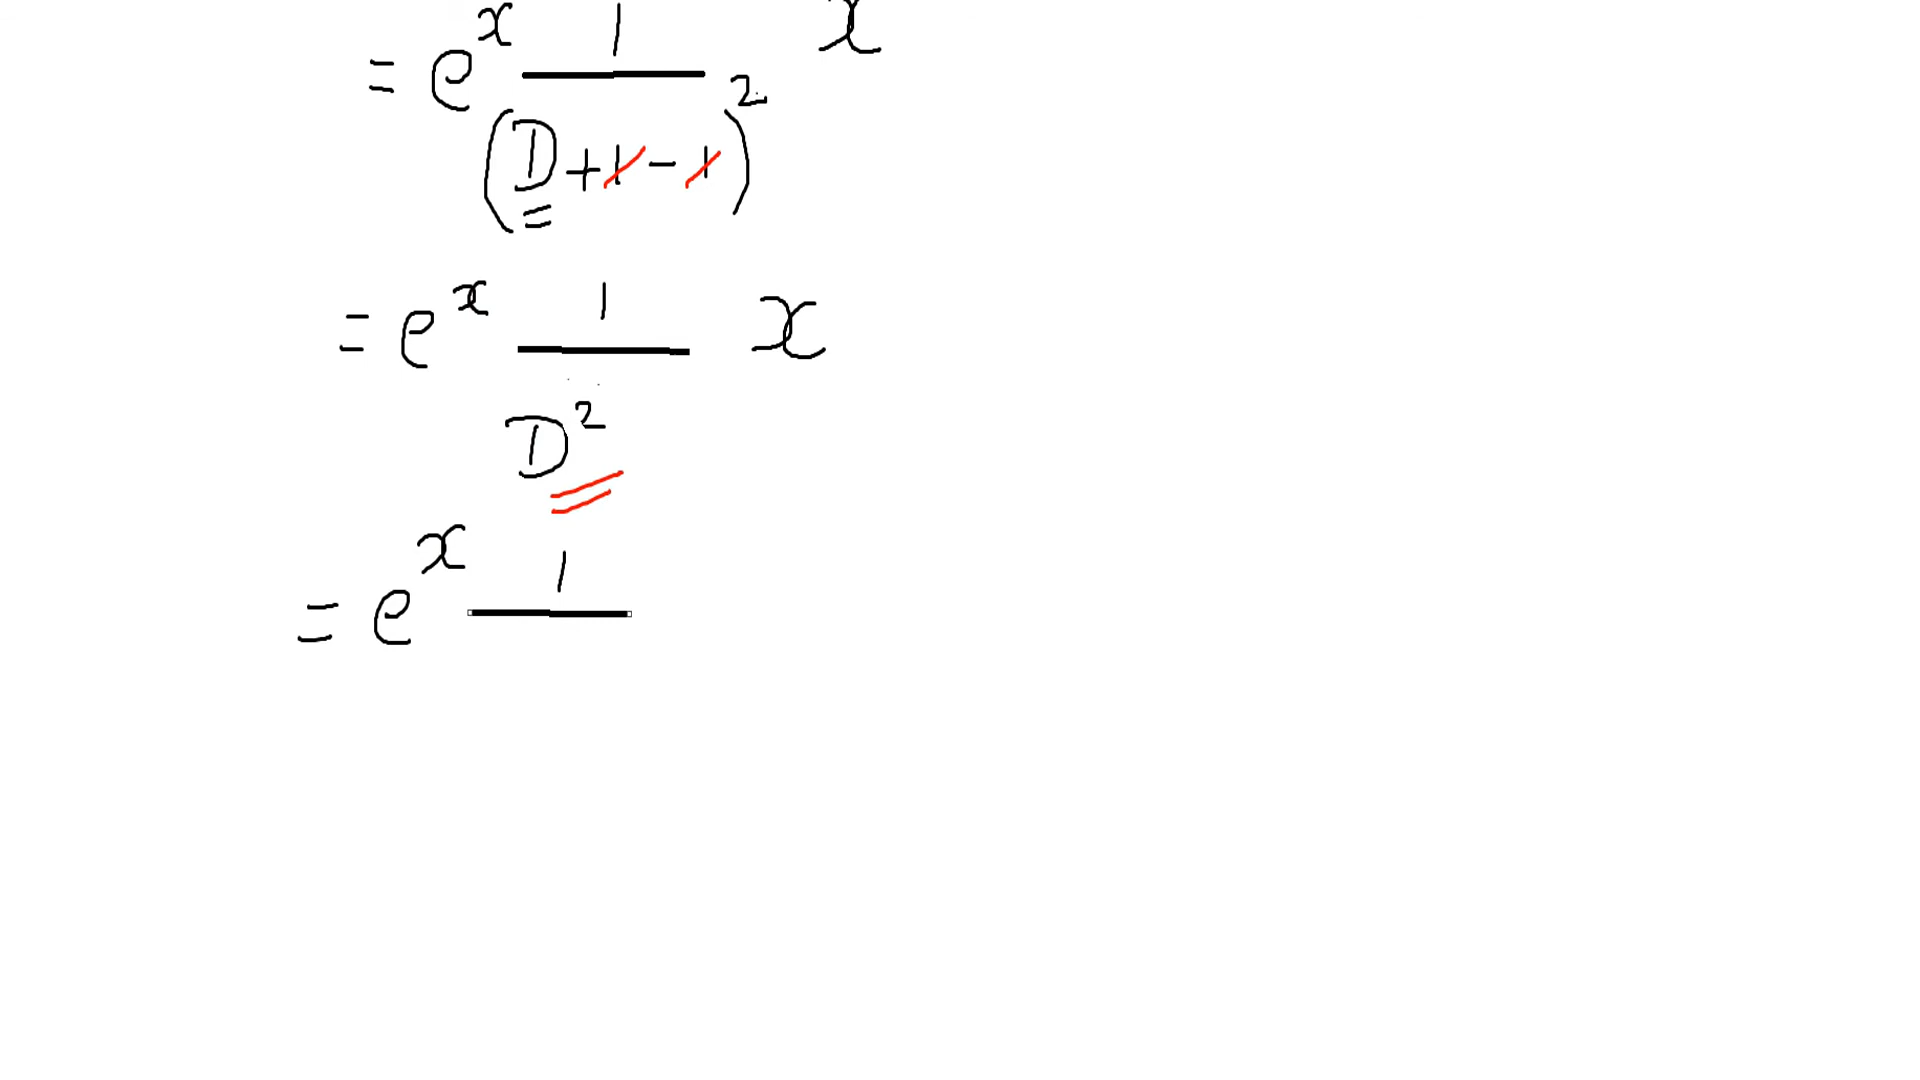 = e^x 1/(D+1-1)^2 x
= e^x 1/D^2 x
= e^x 1/